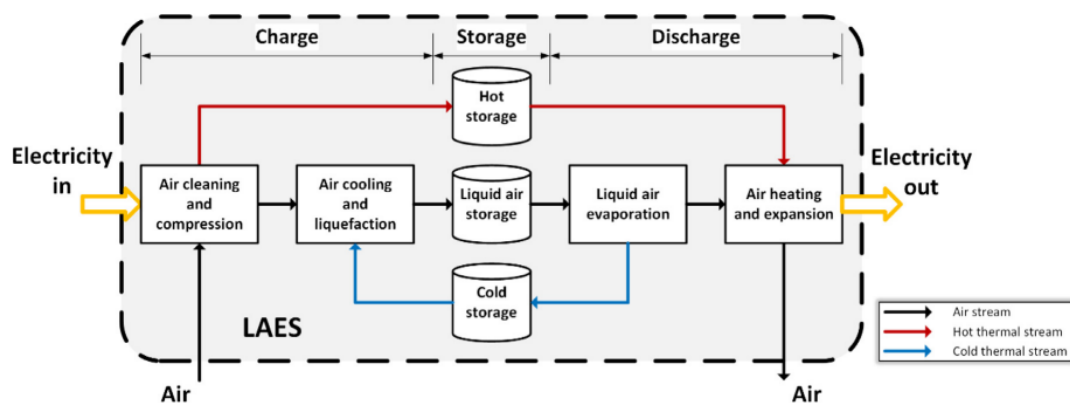 Charge
Storage
Discharge
Hot
storage
Electricity
in
Air cleaning
and
compression
Air cooling
and
liquefaction
Liquid air
storage
Liquid air
evaporation
Air heating
and expansion
Electricity
out
Cold
storage
LAES
Air
Air
Air stream
Hot thermal stream
Cold thermal stream